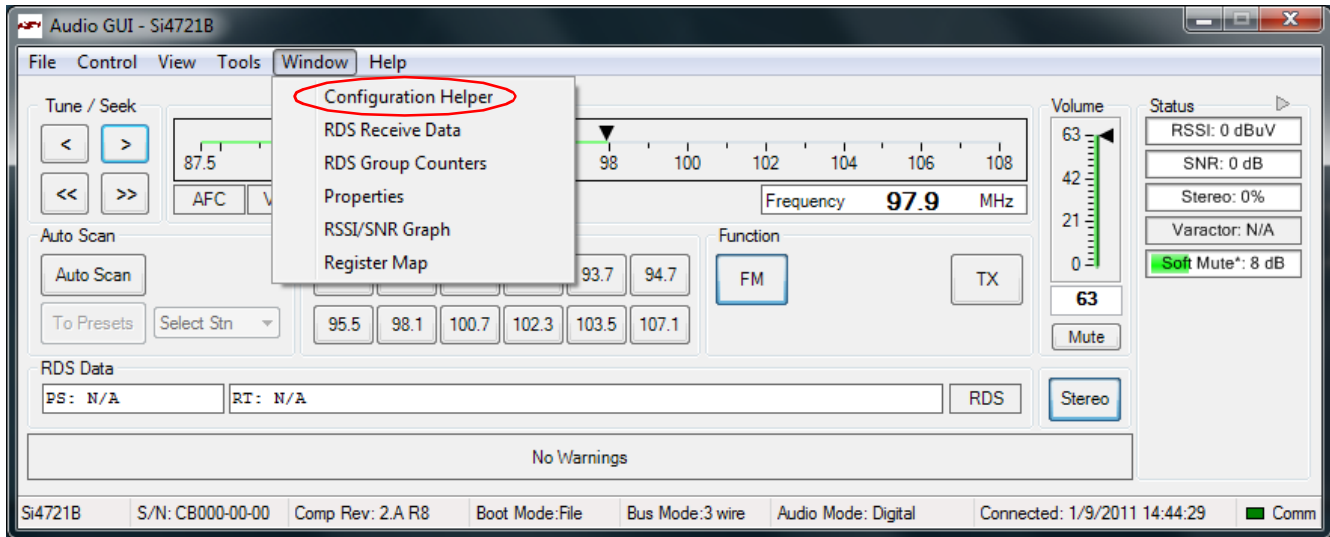 Audio GUI - Si4721B
File Control View Tools Window Help
Configuration Helper
RDS Receive Data
RDS Group Counters
Properties
RSSI/SNR Graph
Register Map
Tune / Seek
< >
<< >>
87.5 98 100 102 104 106 108
AFC V
Frequency 97.9 MHz
Auto Scan
Auto Scan
To Presets Select Stn
93.7 94.7
95.5 98.1 100.7 102.3 103.5 107.1
Function
FM TX
Volume
63
42
21
0
63
Mute
Status
RSSI: 0 dBuV
SNR: 0 dB
Stereo: 0%
Varactor: N/A
Soft Mute*: 8 dB
RDS Data
PS: N/A RT: N/A RDS
Stereo
No Warnings
Si4721B S/N: CB000-00-00 Comp Rev: 2.A R8 Boot Mode:File Bus Mode:3 wire Audio Mode: Digital Connected: 1/9/2011 14:44:29 Comm